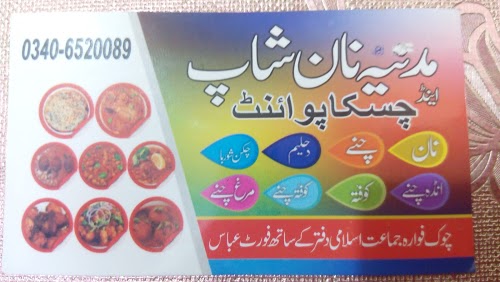 0340-6520089
مدینہ نان شاپ
اینڈ
چسکا پوائنٹ
نان
چنے
حلیم
چکن شوربا
انڈہ چنے
کوفتہ
کوفتہ چنے
مرغ چنے
چوک فوارہ جماعت اسلامی دفتر کے ساتھ فورٹ عباس